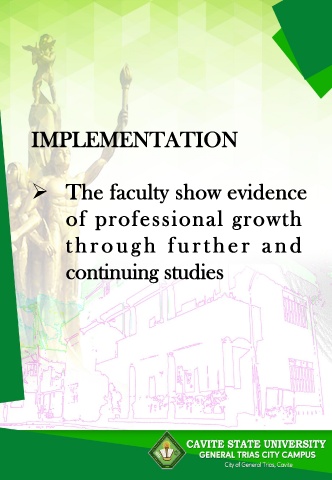 IMPLEMENTATION
➢ The faculty show evidence
of professional growth
through further and
continuing studies
CAVITE STATE UNIVERSITY
GENERAL TRIAS CITY CAMPUS
City of General Trias, Cavite